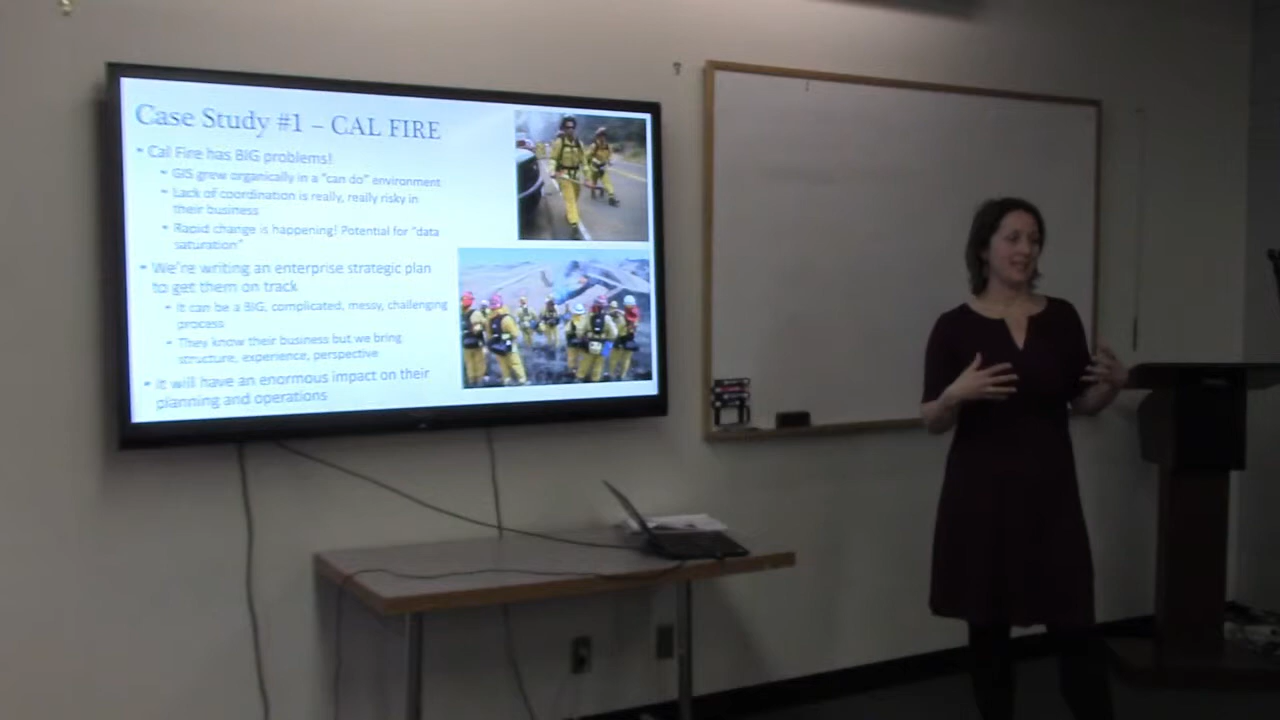 Case Study #1 – CAL FIRE
Cal Fire has BIG problems!
GIS grew organically in a "can do" environment
Lack of coordination is really, really risky in
their business
Rapid change is happening! Potential for "data
saturation"
We're writing an enterprise strategic plan
to get them on track
It can be a BIG, complicated, messy, challenging
process
They know their business but we bring
structure, experience, perspective
It will have an enormous impact on their
planning and operations